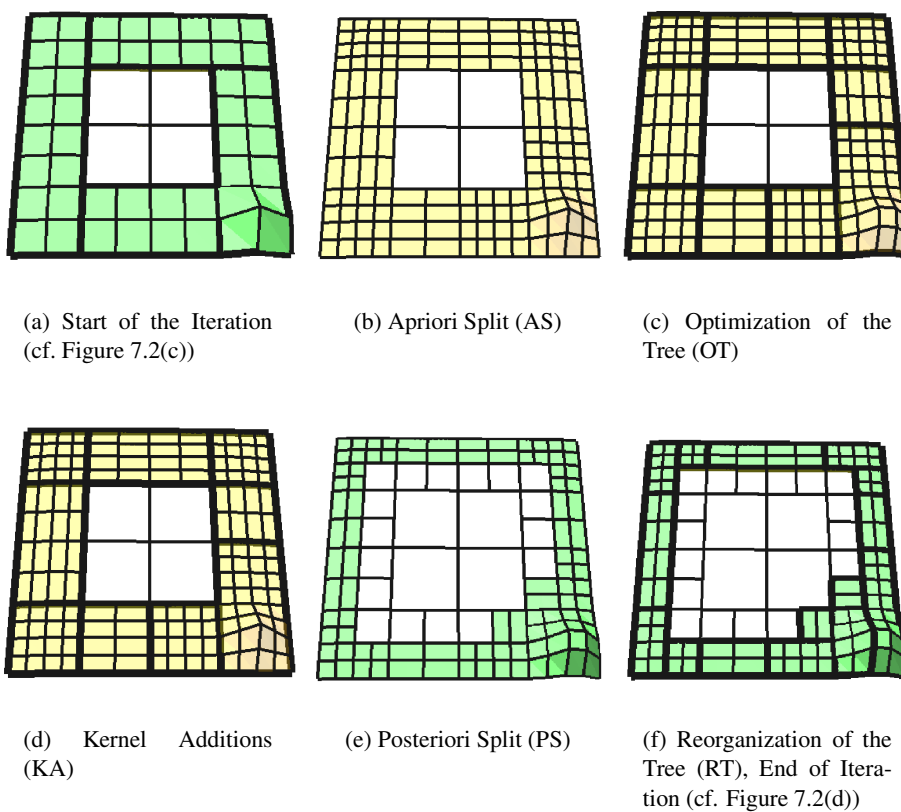 (a) Start of the Iteration
(cf. Figure 7.2(c))
(b) Apriori Split (AS)
(c) Optimization of the
Tree (OT)
(d) Kernel Additions
(KA)
(e) Posteriori Split (PS)
(f) Reorganization of the
Tree (RT), End of Itera-
tion (cf. Figure 7.2(d))